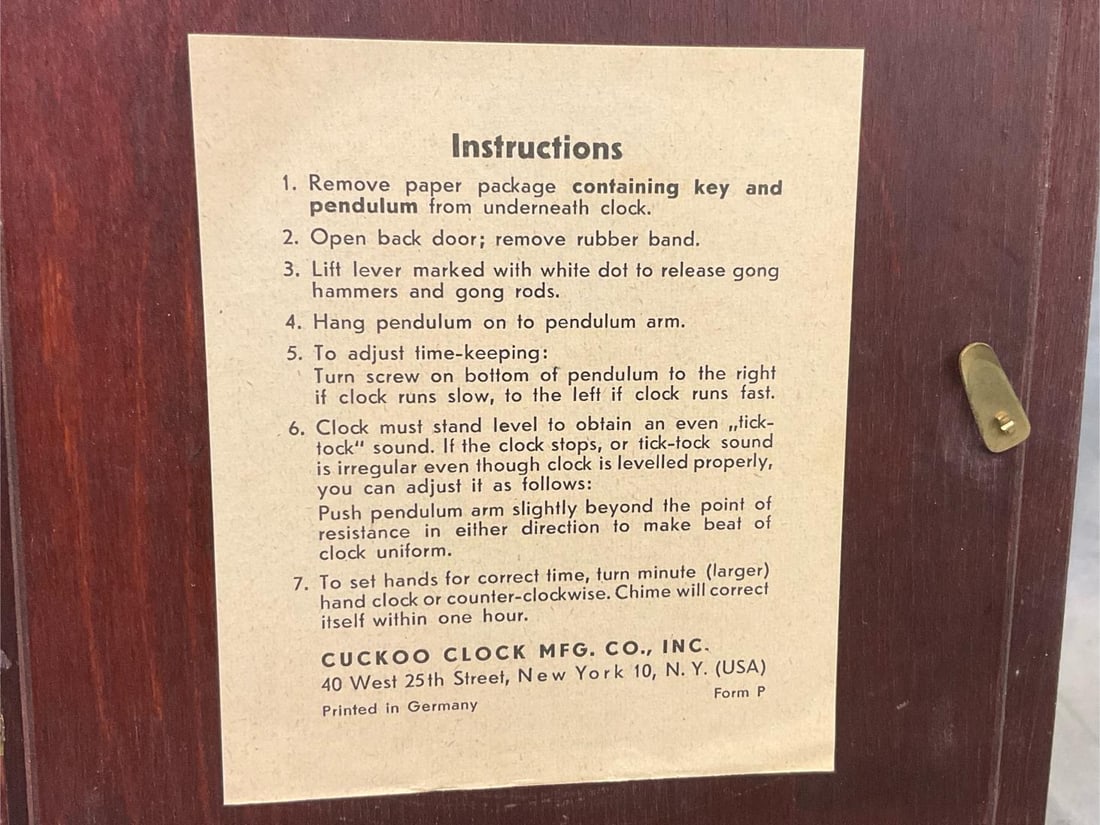 Instructions
1. Remove paper package containing key and
pendulum from underneath clock.
2. Open back door; remove rubber band.
3. Lift lever marked with white dot to release gong
hammers and gong rods.
4. Hang pendulum on to pendulum arm.
5. To adjust time-keeping:
Turn screw on bottom of pendulum to the right
if clock runs slow, to the left if clock runs fast.
6. Clock must stand level to obtain an even „tick-
tock“ sound. If the clock stops, or tick-tock sound
is irregular even though clock is levelled properly,
you can adjust it as follows:
Push pendulum arm slightly beyond the point of
resistance in either direction to make beat of
clock uniform.
7. To set hands for correct time, turn minute (larger)
hand clock or counter-clockwise. Chime will correct
itself within one hour.
CUCKOO CLOCK MFG. CO., INC.
40 West 25th Street, New York 10, N. Y. (USA)
Printed in Germany Form P